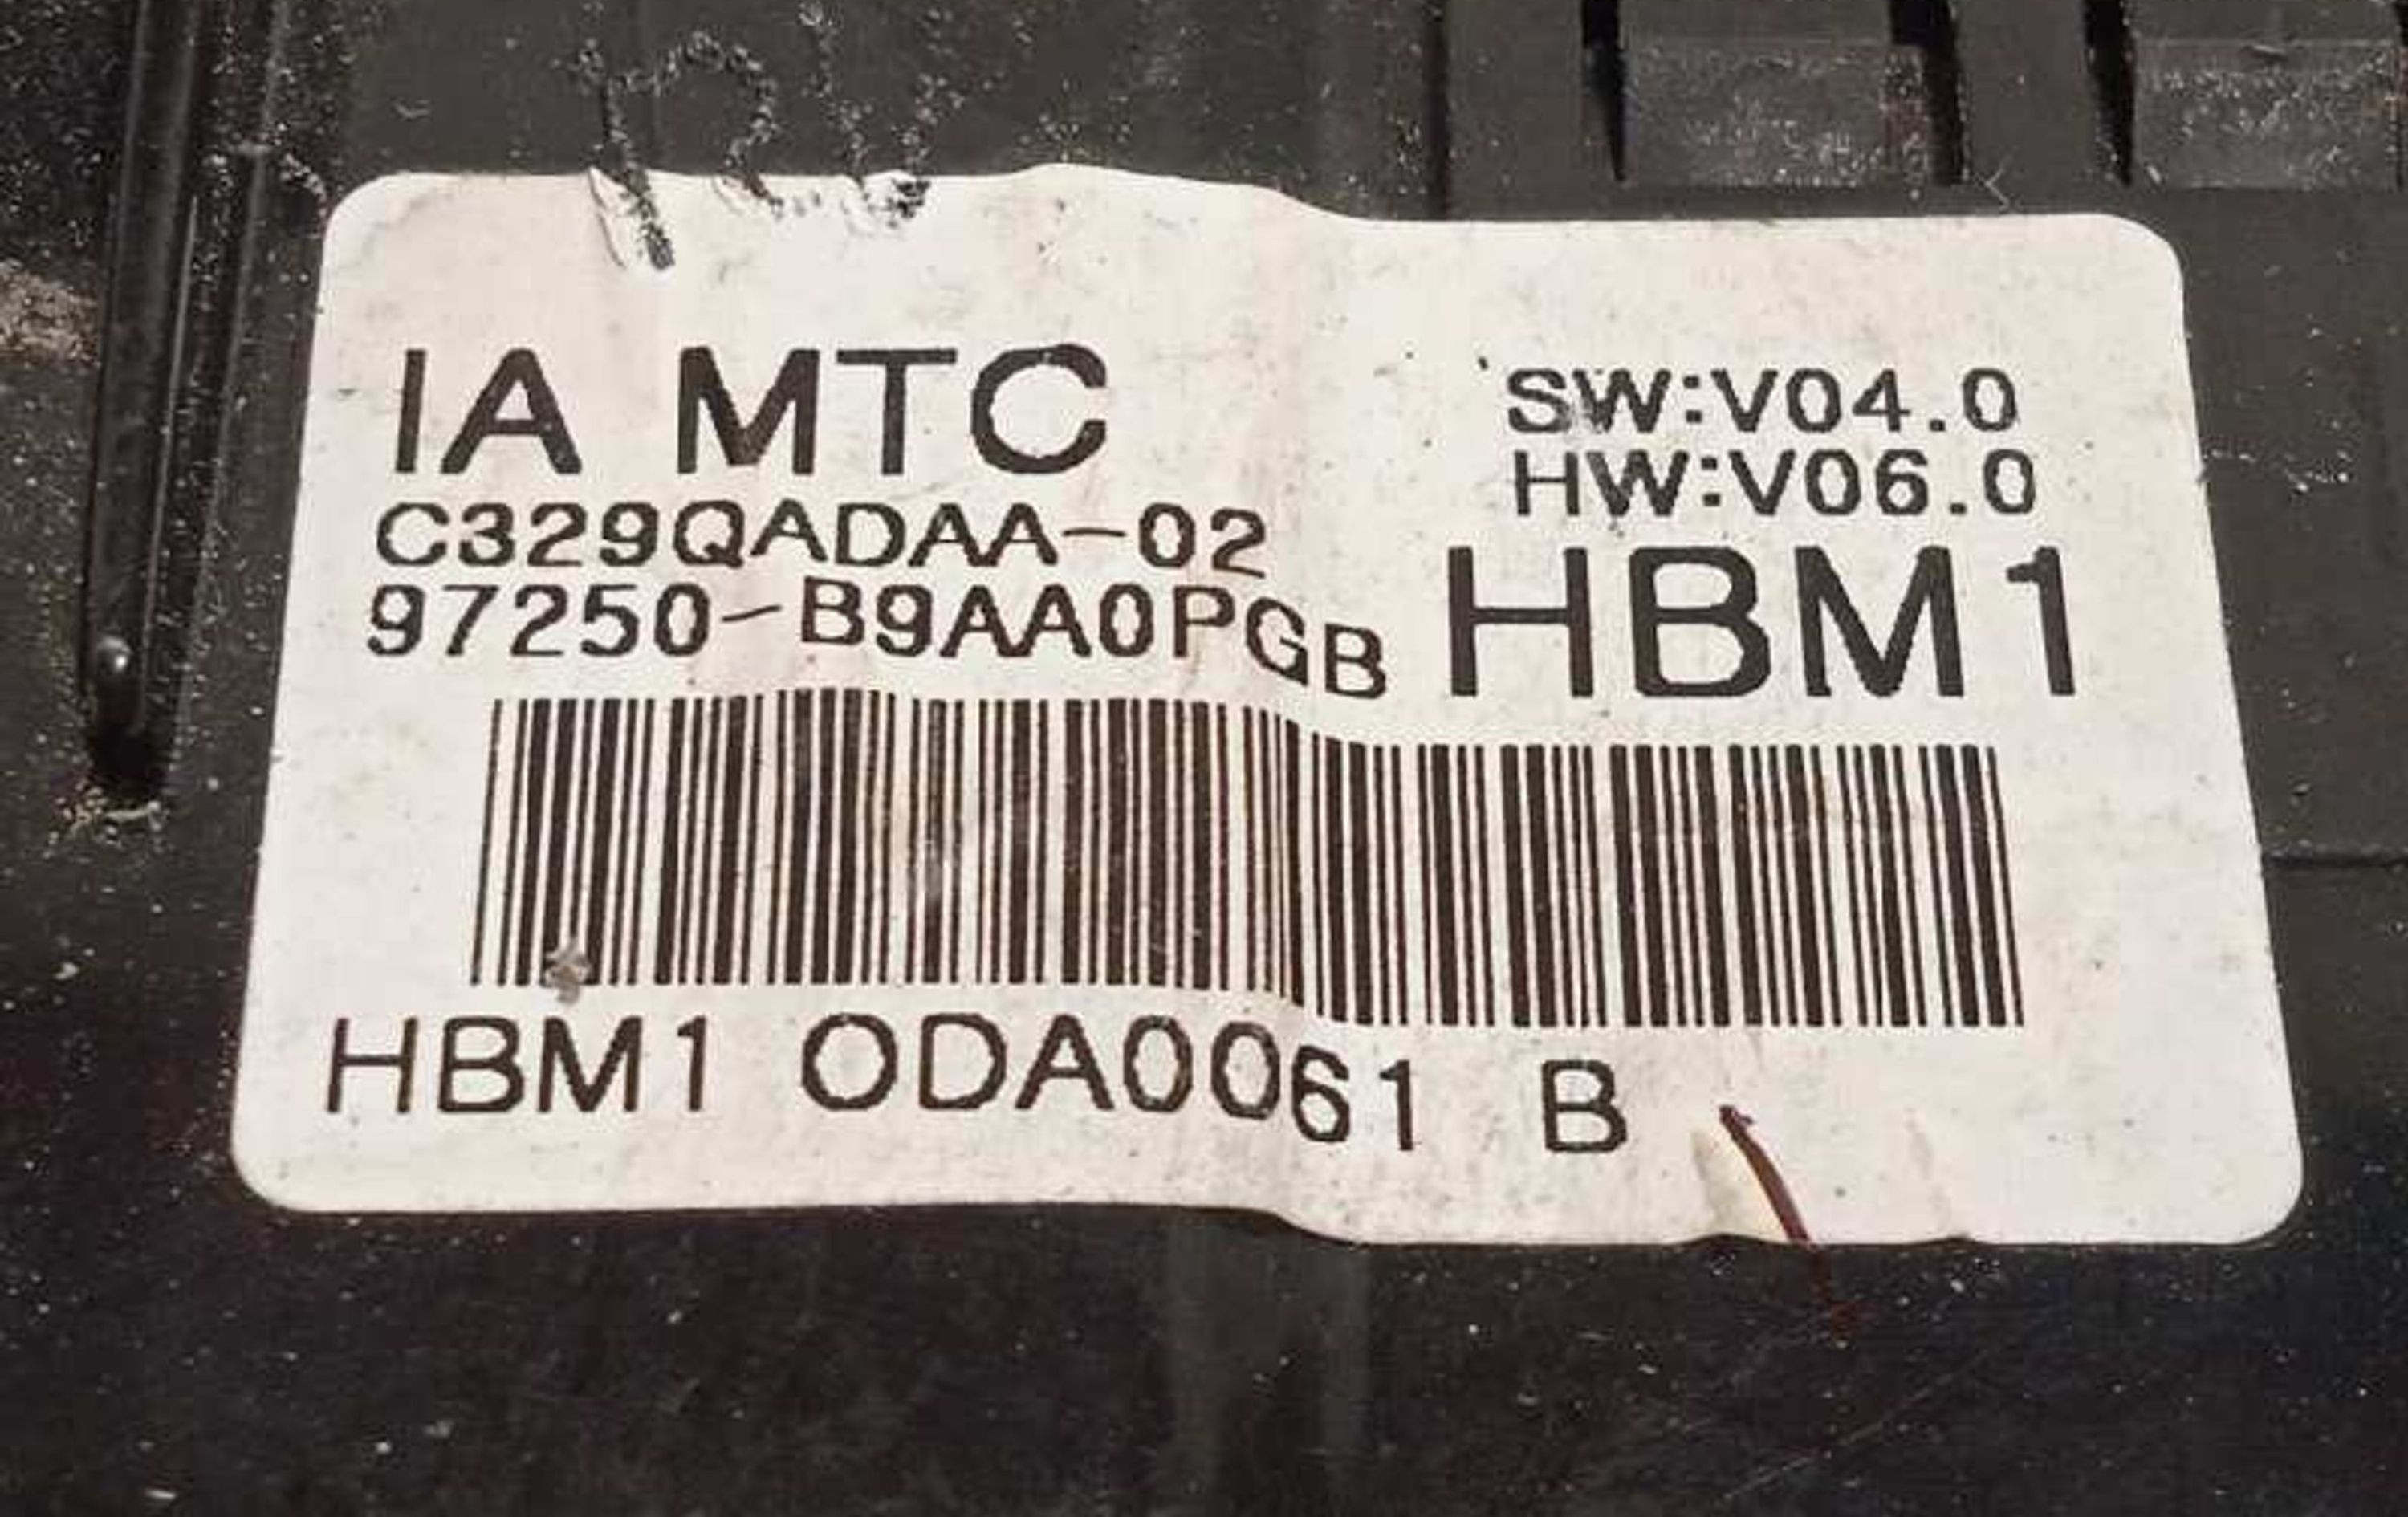 IA MTC
SW:V04.0
HW:V06.0
C329QADAA-02
97250-B9AA0PGB
HBM1
HBM1 ODA0061 B